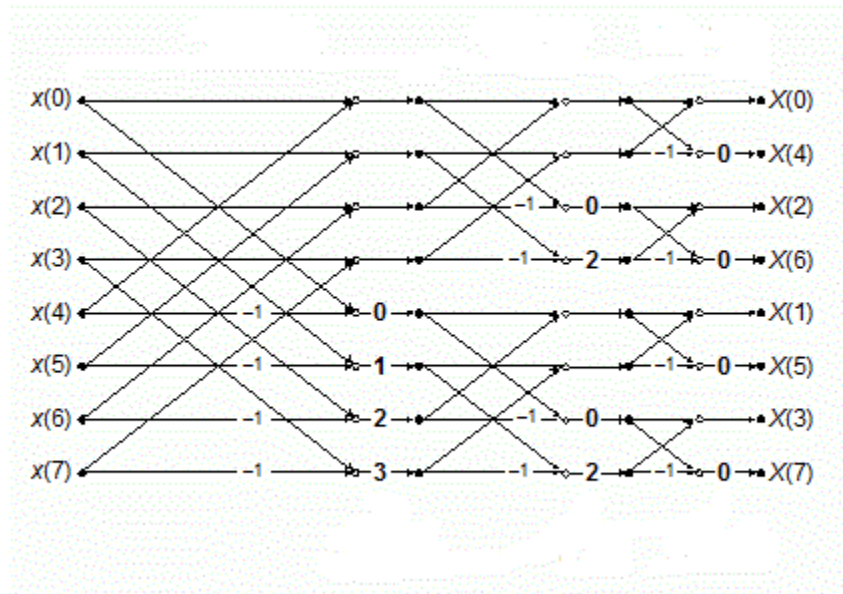 x(0) X(0)
x(1) –1 0 X(4)
x(2) –1 0 X(2)
x(3) –1 2 –1 0 X(6)
x(4) –1 0 X(1)
x(5) –1 1 –1 0 X(5)
x(6) –1 2 –1 0 X(3)
x(7) –1 3 –1 2 –1 0 X(7)